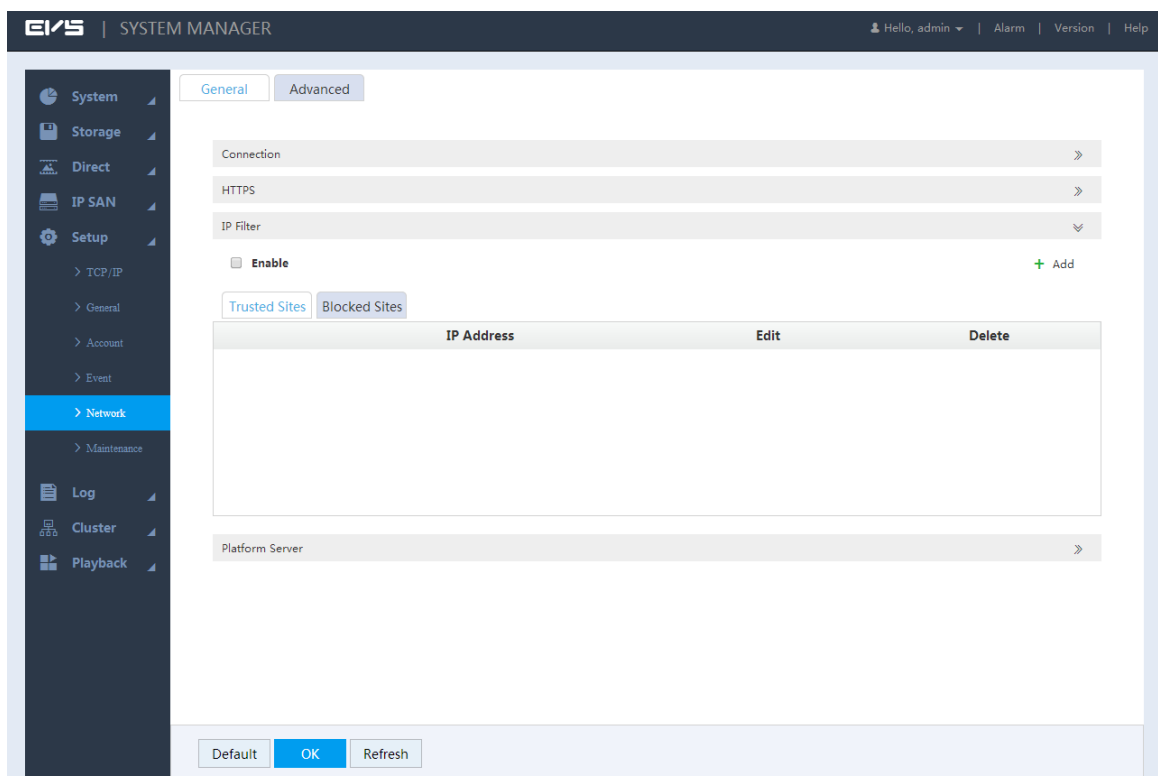 EVS | SYSTEM MANAGER
Hello, admin | Alarm | Version | Help
System
Storage
Direct
IP SAN
Setup
> TCP/IP
> General
> Account
> Event
> Network
> Maintenance
Log
Cluster
Playback
General Advanced
Connection
HTTPS
IP Filter
Enable + Add
Trusted Sites Blocked Sites
IP Address Edit Delete
Platform Server
Default OK Refresh